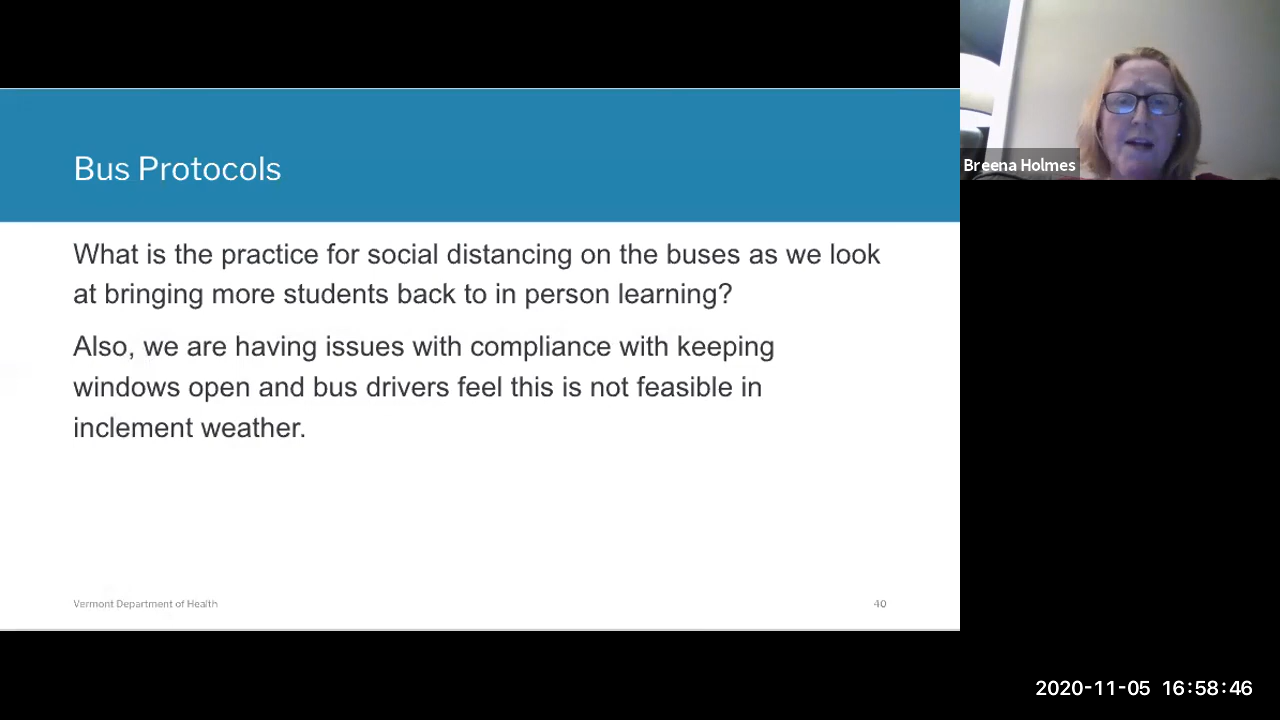 Bus Protocols
Breena Holmes
What is the practice for social distancing on the buses as we look
at bringing more students back to in person learning?
Also, we are having issues with compliance with keeping
windows open and bus drivers feel this is not feasible in
inclement weather.
Vermont Department of Health
40
2020-11-05 16:58:46